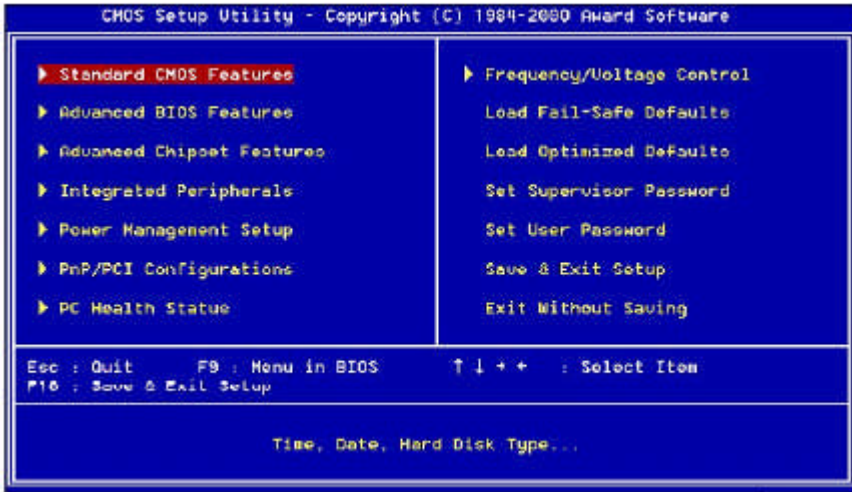 CMOS Setup Utility - Copyright (C) 1984-2000 Award Software
Standard CMOS Features
Advanced BIOS Features
Advanced Chipset Features
Integrated Peripherals
Power Management Setup
PnP/PCI Configurations
PC Health Status
Frequency/Voltage Control
Load Fail-Safe Defaults
Load Optimized Defaults
Set Supervisor Password
Set User Password
Save & Exit Setup
Exit Without Saving
Esc : Quit F9 : Menu in BIOS ↑ ↓ → ← : Select Item
F10 : Save & Exit Setup
Time, Date, Hard Disk Type...